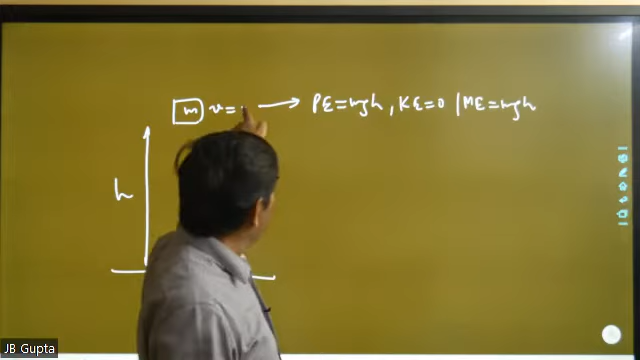 m v = → PE = mgh , KE = 0 | ME = mgh
h
JB Gupta